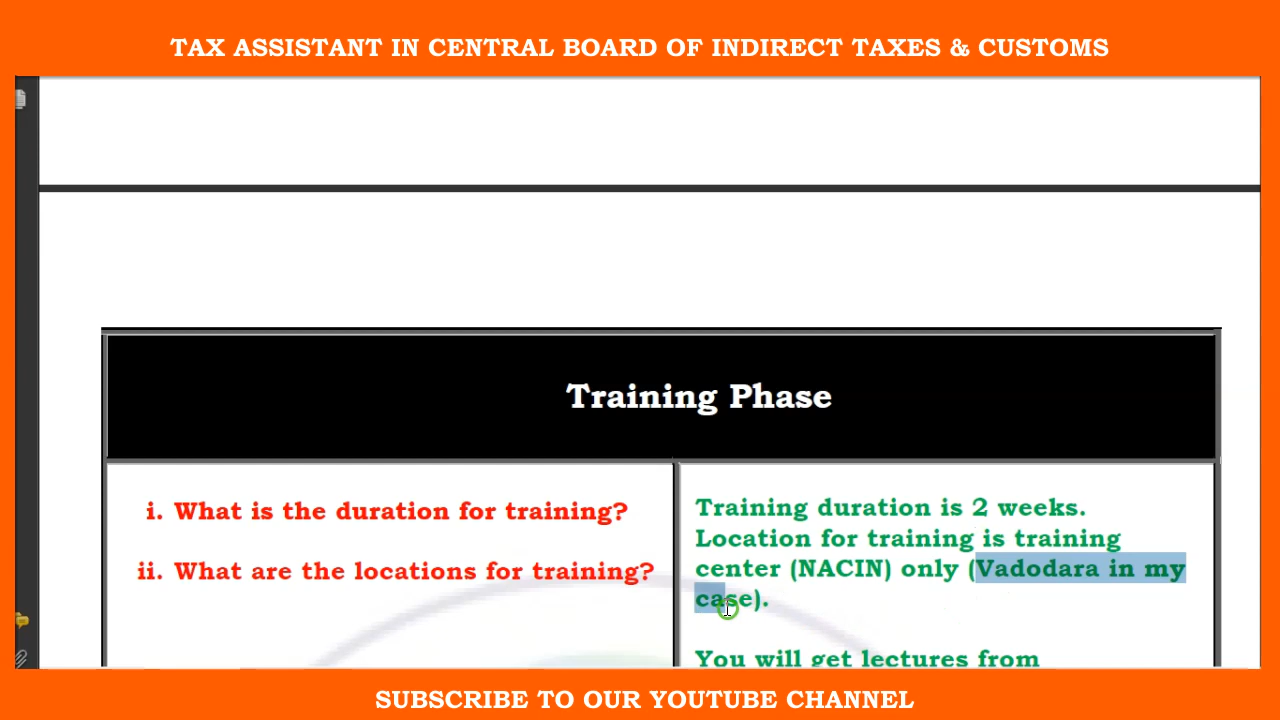 TAX ASSISTANT IN CENTRAL BOARD OF INDIRECT TAXES & CUSTOMS
Training Phase
i. What is the duration for training?
ii. What are the locations for training?
Training duration is 2 weeks.
Location for training is training
center (NACIN) only (Vadodara in my
case).
You will get lectures from
SUBSCRIBE TO OUR YOUTUBE CHANNEL